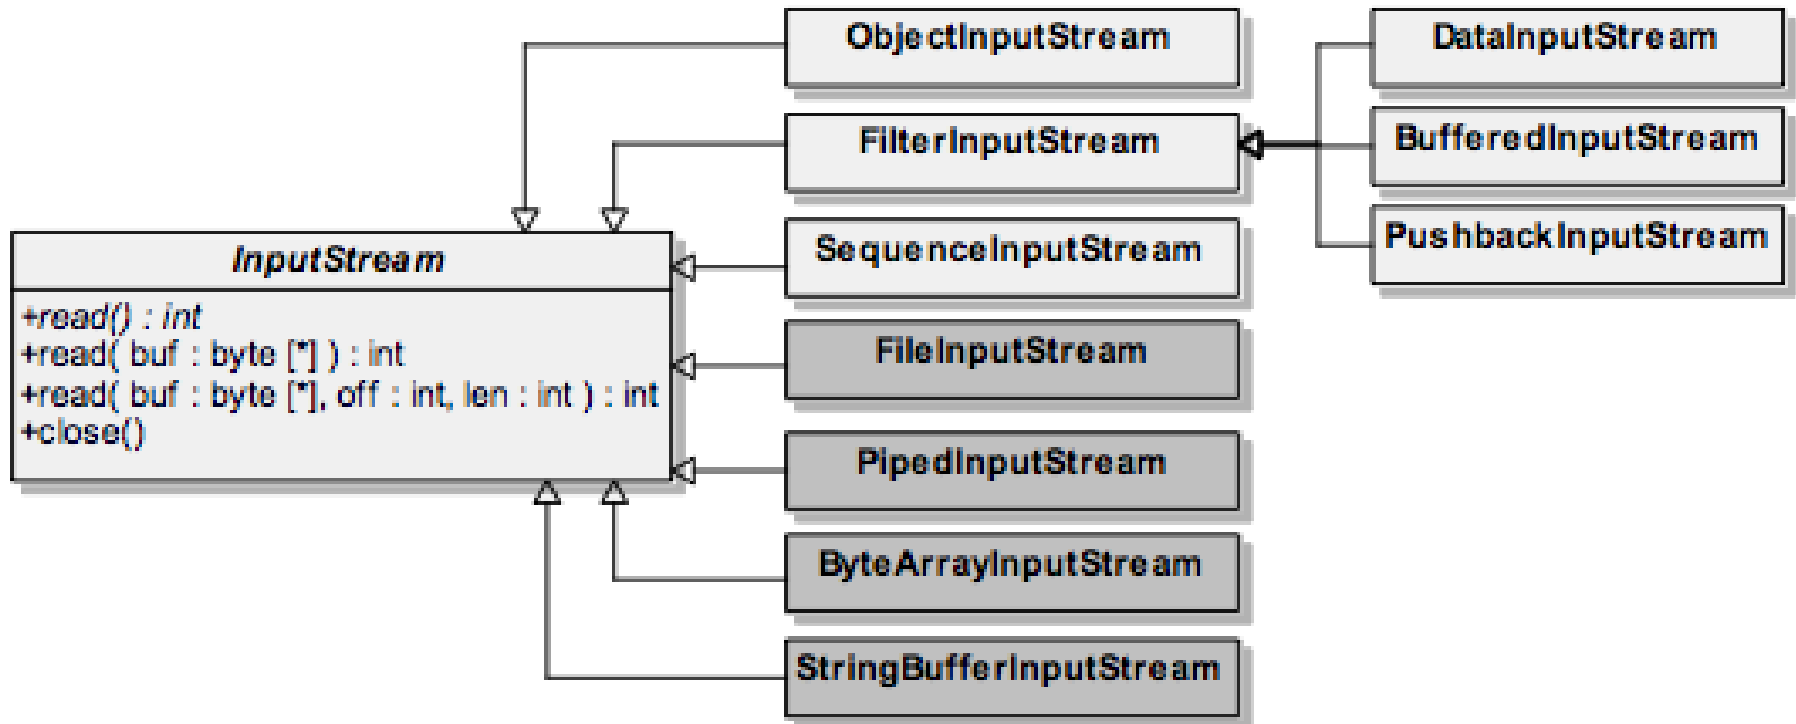 ObjectInputStream
DataInputStream
FilterInputStream
BufferedInputStream
SequenceInputStream
PushbackInputStream
InputStream
+read() : int
+read( buf : byte [*] ) : int
+read( buf : byte [*], off : int, len : int ) : int
+close()
FileInputStream
PipedInputStream
ByteArrayInputStream
StringBufferInputStream